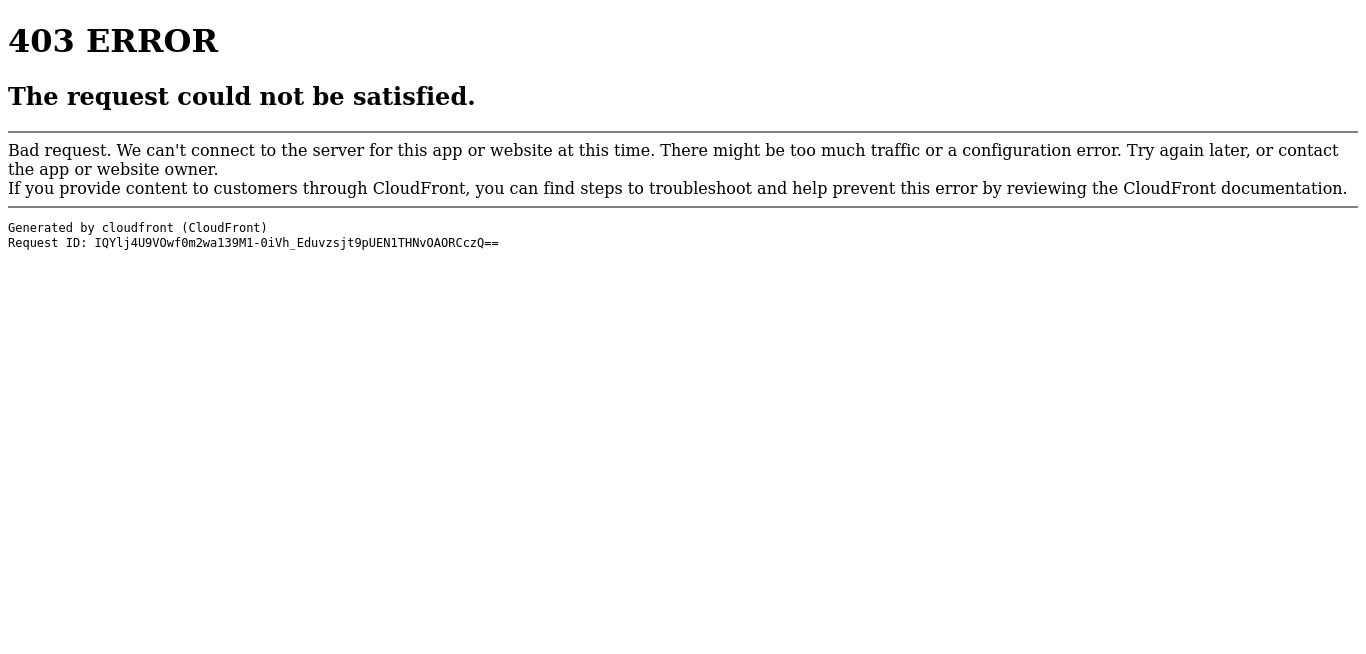 403 ERROR
The request could not be satisfied.
Bad request. We can't connect to the server for this app or website at this time. There might be too much traffic or a configuration error. Try again later, or contact
the app or website owner.
If you provide content to customers through CloudFront, you can find steps to troubleshoot and help prevent this error by reviewing the CloudFront documentation.
Generated by cloudfront (CloudFront)
Request ID: IQYlj4U9VOwf0m2wa139M1-0iVh_Eduvzsjt9pUEN1THNvOAORCczQ==